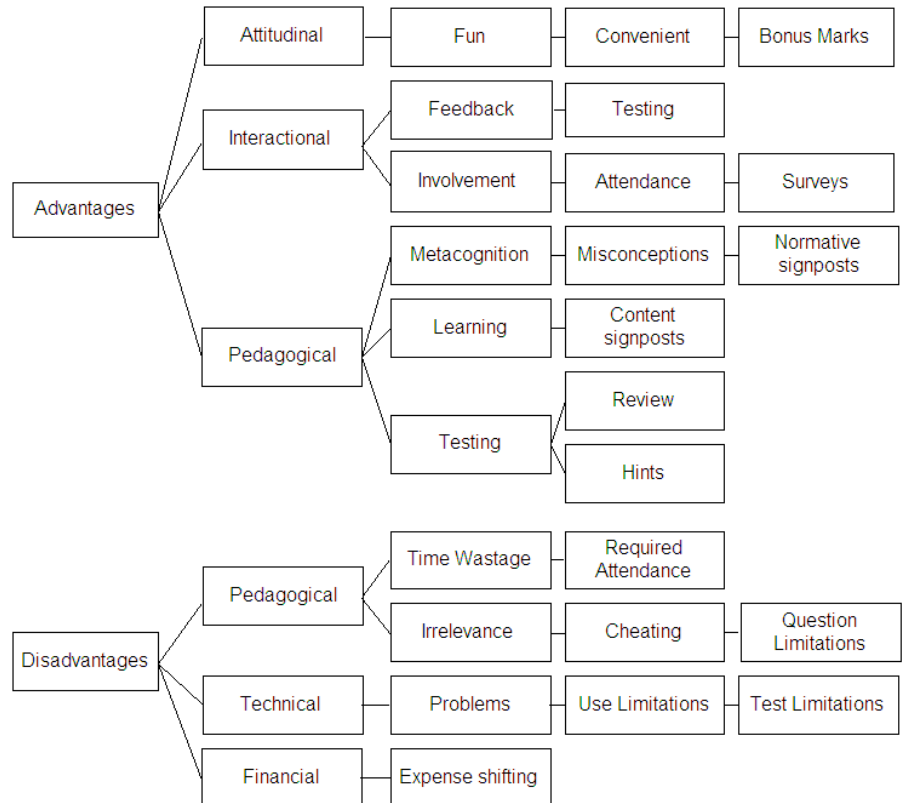 Attitudinal
Fun
Convenient
Bonus Marks
Feedback
Testing
Interactional
Involvement
Attendance
Surveys
Advantages
Metacognition
Misconceptions
Normative
signposts
Learning
Content
signposts
Pedagogical
Review
Testing
Hints
Time Wastage
Required
Attendance
Pedagogical
Irrelevance
Cheating
Question
Limitations
Disadvantages
Technical
Problems
Use Limitations
Test Limitations
Financial
Expense shifting